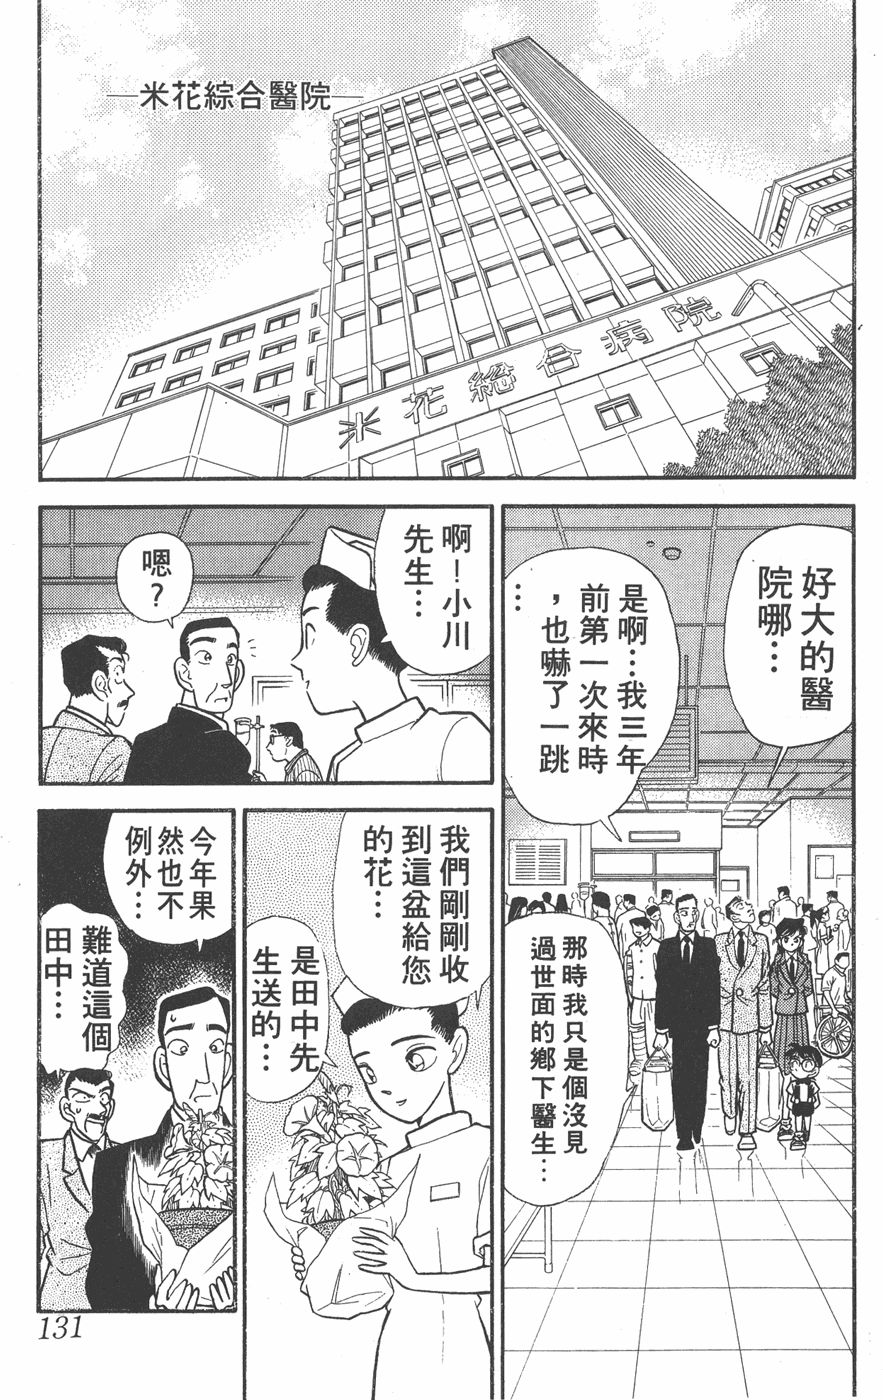 —米花綜合醫院—
米花総合病院
好大的醫
院哪…
是啊…我三年
前第一次來時
，也嚇了一跳
…
那時我只是個沒見
過世面的鄉下醫生…
啊！小川
先生…
嗯？
我們剛剛收
到這盆給您
的花…
是田中先
生送的…
今年果
然也不
例外…
難道這個
田中…
131